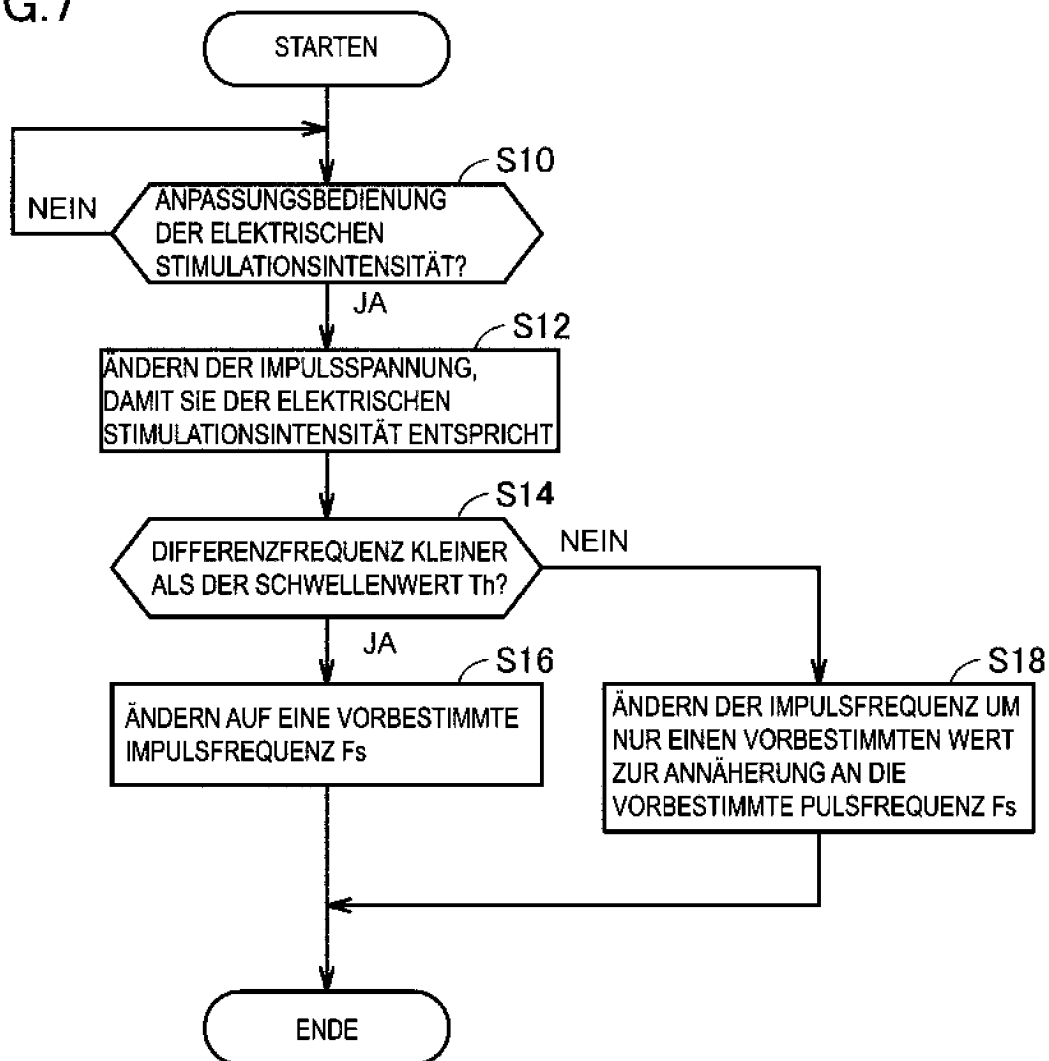 G.7
STARTEN
S10
NEIN
ANPASSUNGSBEDIENUNG
DER ELEKTRISCHEN
STIMULATIONSINTENSITÄT?
JA
S12
ÄNDERN DER IMPULSSPANNUNG,
DAMIT SIE DER ELEKTRISCHEN
STIMULATIONSINTENSITÄT ENTSPRICHT
S14
DIFFERENZFREQUENZ KLEINER
ALS DER SCHWELLENWERT Th?
NEIN
JA
S16
ÄNDERN AUF EINE VORBESTIMMTE
IMPULSFREQUENZ Fs
S18
ÄNDERN DER IMPULSFREQUENZ UM
NUR EINEN VORBESTIMMTEN WERT
ZUR ANNÄHERUNG AN DIE
VORBESTIMMTE PULSFREQUENZ Fs
ENDE